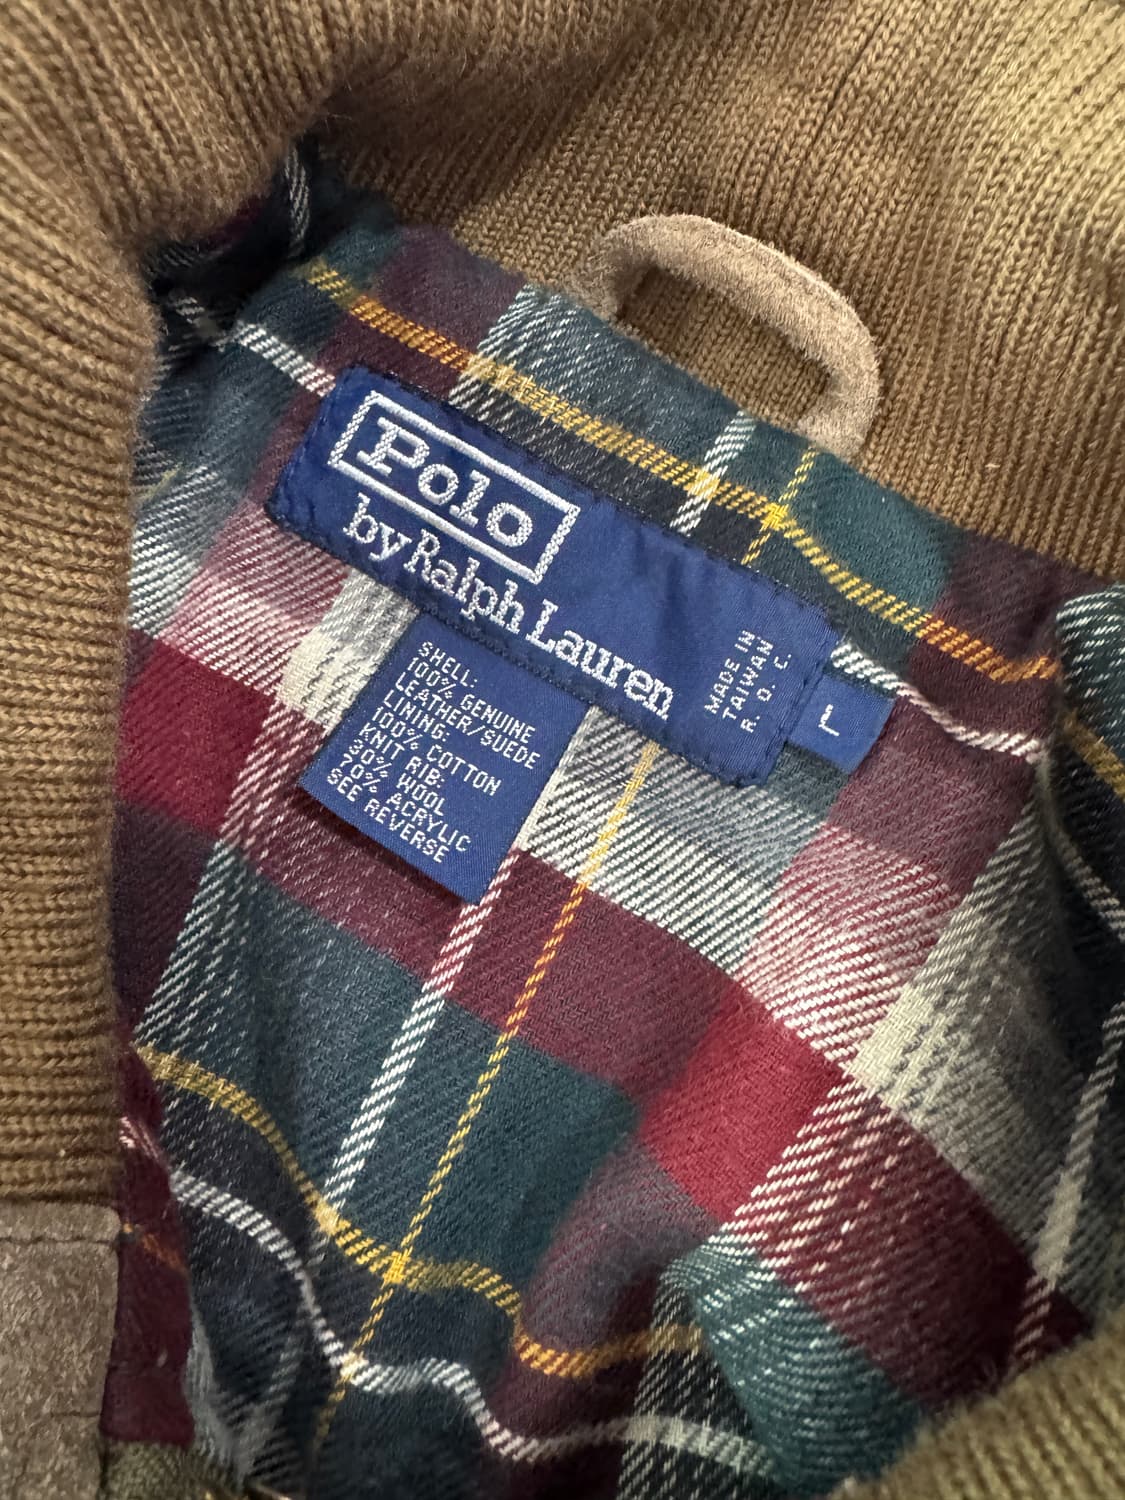 Polo
by Ralph Lauren
MADE IN
TAIWAN
R. O. C.
L
SHELL:
100% GENUINE
LEATHER/SUEDE
LINING:
100% COTTON
KNIT RIB:
30% WOOL
70% ACRYLIC
SEE REVERSE